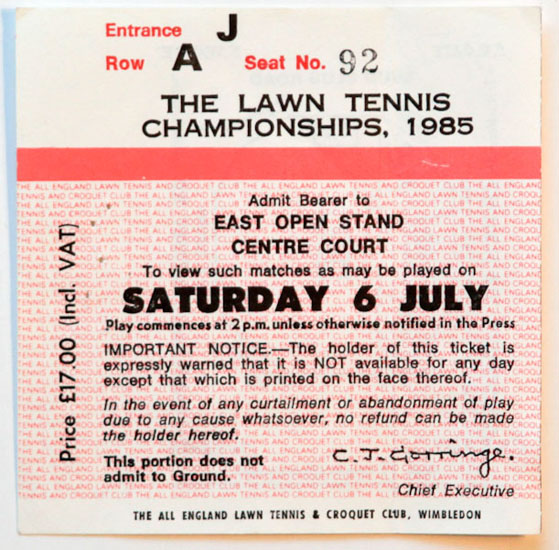 Entrance J
Row A Seat No. 92
THE LAWN TENNIS
CHAMPIONSHIPS, 1985
Admit Bearer to
EAST OPEN STAND
CENTRE COURT
To view such matches as may be played on
SATURDAY 6 JULY
Play commences at 2 p.m. unless otherwise notified in the Press
IMPORTANT NOTICE.—The holder of this ticket is
expressly warned that it is NOT available for any day
except that which is printed on the face thereof.
In the event of any curtailment or abandonment of play
due to any cause whatsoever, no refund can be made
the holder hereof.
This portion does not
admit to Ground.
C. J. Gorringe.
Chief Executive
Price £17.00 (Incl. VAT)
THE ALL ENGLAND LAWN TENNIS & CROQUET CLUB, WIMBLEDON